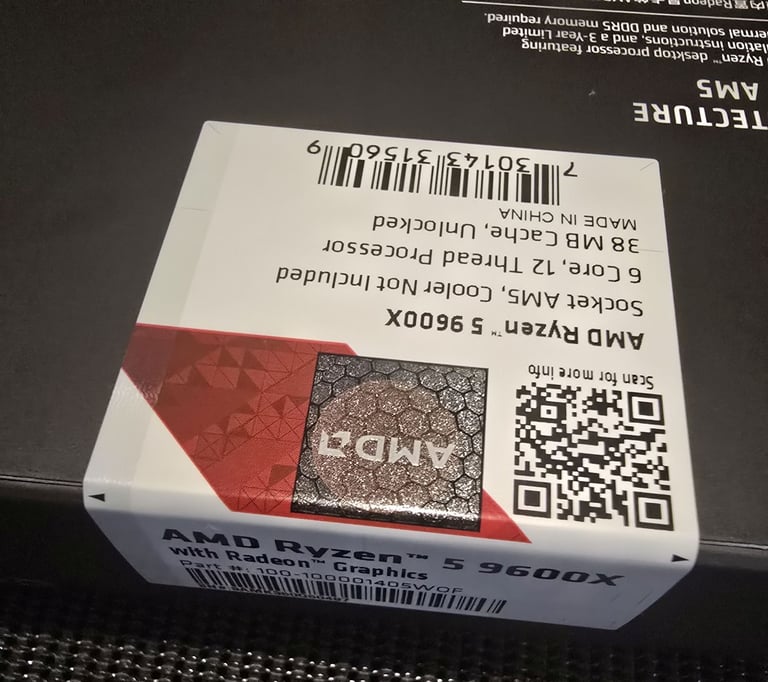 TECTURE
AM5
Ryzen™ desktop processor featuring
lation instructions, and a 3-Year Limited
ermal solution and DDR5 memory required.
Radeon
Scan for more info
AMD
AMD Ryzen™ 5 9600X
Socket AM5, Cooler Not Included
6 Core, 12 Thread Processor
38 MB Cache, Unlocked
MADE IN CHINA
7 30143 31560 9
AMD Ryzen™ 5 9600X
with Radeon™ Graphics
Part #: 100-100001405WOF